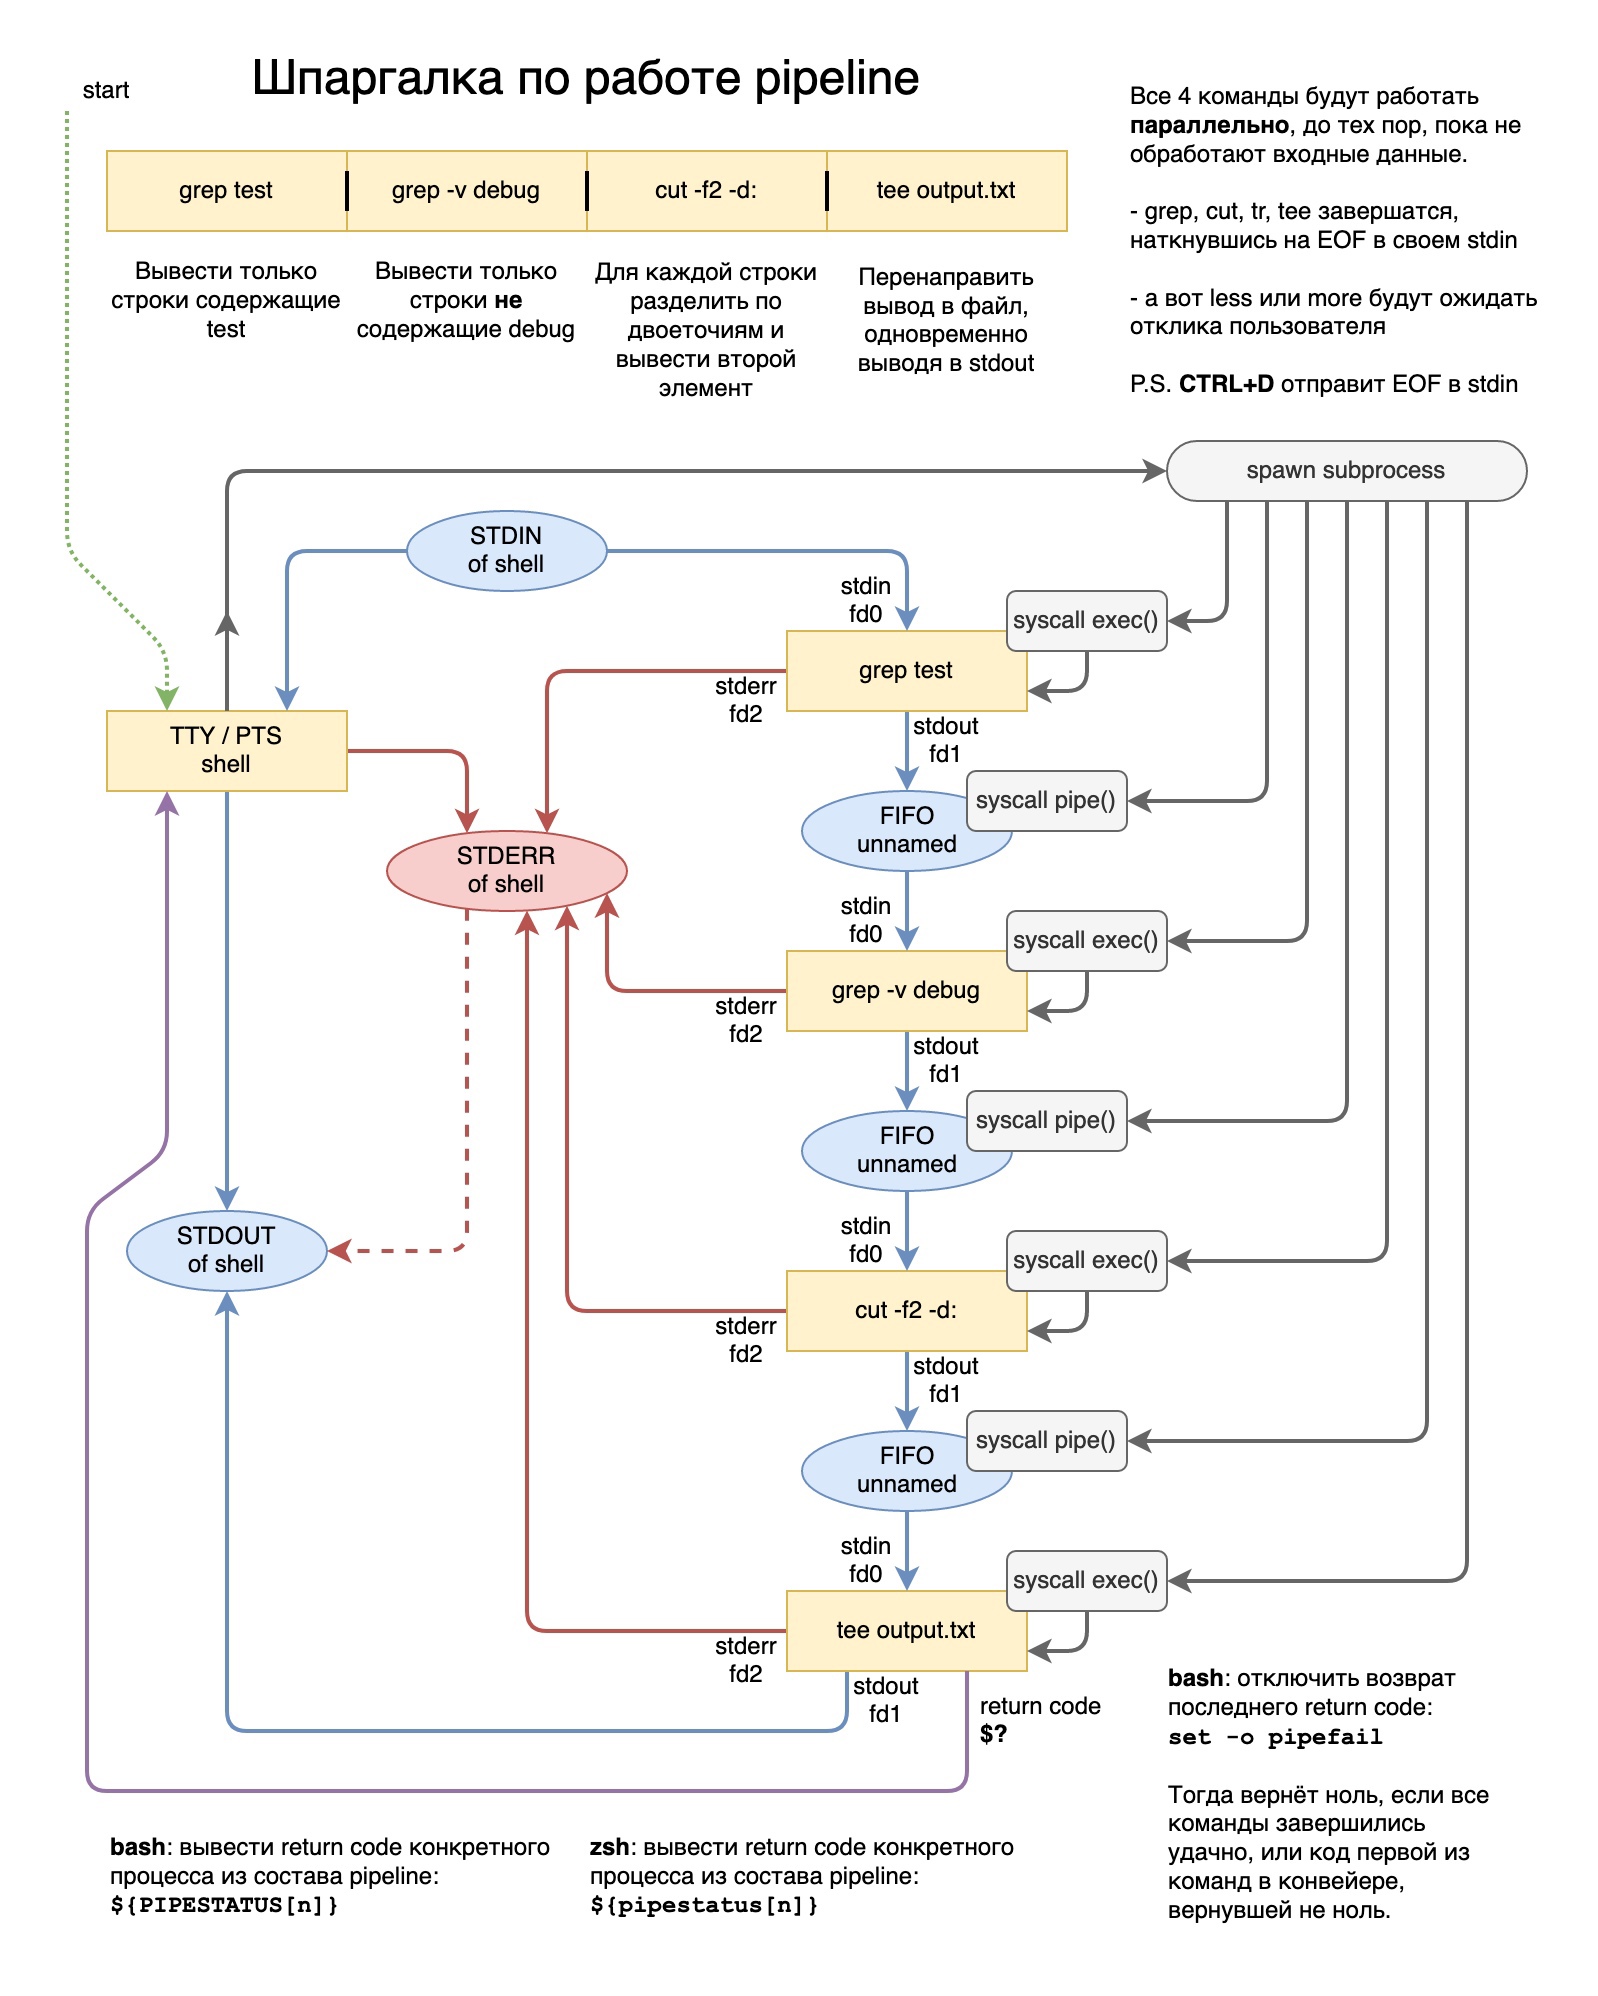 start
Шпаргалка по работе pipeline
grep test
grep -v debug
cut -f2 -d:
tee output.txt
Вывести только
строки содержащие
test
Вывести только
строки не
содержащие debug
Для каждой строки
разделить по
двоеточиям и
вывести второй
элемент
Перенаправить
вывод в файл,
одновременно
выводя в stdout
Все 4 команды будут работать
параллельно, до тех пор, пока не
обработают входные данные.
- grep, cut, tr, tee завершатся,
наткнувшись на EOF в своем stdin
- а вот less или more будут ожидать
отклика пользователя
P.S. CTRL+D отправит EOF в stdin
spawn subprocess
STDIN
of shell
stdin
fd0
syscall exec()
grep test
stderr
fd2
stdout
fd1
TTY / PTS
shell
syscall pipe()
FIFO
unnamed
STDERR
of shell
stdin
fd0
syscall exec()
grep -v debug
stderr
fd2
stdout
fd1
syscall pipe()
FIFO
unnamed
STDOUT
of shell
stdin
fd0
syscall exec()
cut -f2 -d:
stderr
fd2
stdout
fd1
syscall pipe()
FIFO
unnamed
stdin
fd0
syscall exec()
tee output.txt
stderr
fd2
stdout
fd1
return code
$?
bash: отключить возврат
последнего return code:
set -o pipefail
Тогда вернёт ноль, если все
команды завершились
удачно, или код первой из
команд в конвейере,
вернувшей не ноль.
bash: вывести return code конкретного
процесса из состава pipeline:
${PIPESTATUS[n]}
zsh: вывести return code конкретного
процесса из состава pipeline:
${pipestatus[n]}